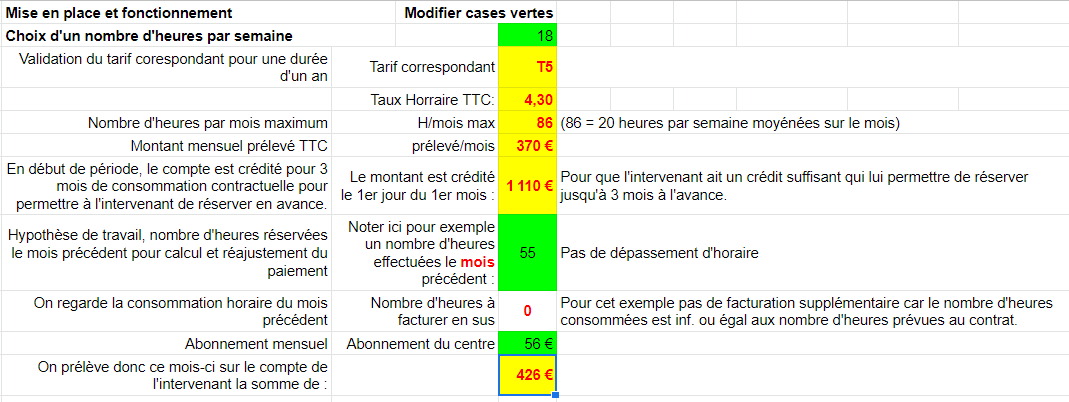 Mise en place et fonctionnement Modifier cases vertes
Choix d'un nombre d'heures par semaine 18
Validation du tarif corespondant pour une durée
d'un an
Tarif correspondant T5
Taux Horraire TTC: 4,30
Nombre d'heures par mois maximum H/mois max 86 (86 = 20 heures par semaine moyénées sur le mois)
Montant mensuel prélevé TTC prélevé/mois 370 €
En début de période, le compte est crédité pour 3
mois de consommation contractuelle pour
permettre à l'intervenant de réserver en avance.
Le montant est crédité
le 1er jour du 1er mois :
1 110 €
Pour que l'intervenant ait un crédit suffisant qui lui permettre de réserver
jusqu'à 3 mois à l'avance.
Hypothèse de travail, nombre d'heures réservées
le mois précédent pour calcul et réajustement du
paiement
Noter ici pour exemple
un nombre d'heures
effectuées le mois
précédent :
55
Pas de dépassement d'horaire
On regarde la consommation horaire du mois
précédent
Nombre d'heures à
facturer en sus
0
Pour cet exemple pas de facturation supplémentaire car le nombre d'heures
consommées est inf. ou égal aux nombre d'heures prévues au contrat.
Abonnement mensuel Abonnement du centre 56 €
On prélève donc ce mois-ci sur le compte de
l'intervenant la somme de :
426 €